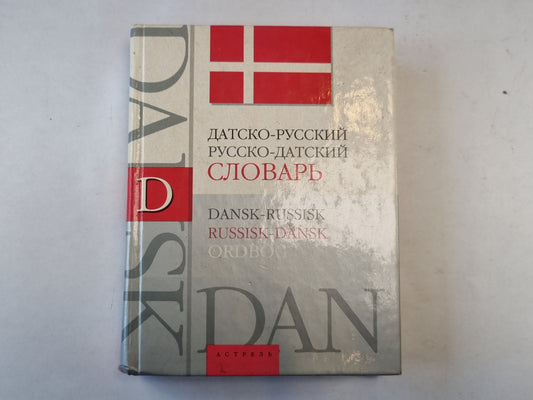 DANSK
ДАТСКО-РУССКИЙ
РУССКО-ДАТСКИЙ
СЛОВАРЬ
D
DANSK-RUSSISK
RUSSISK-DANSK
ORDBOG
DAN
АСТРЕЛЬ